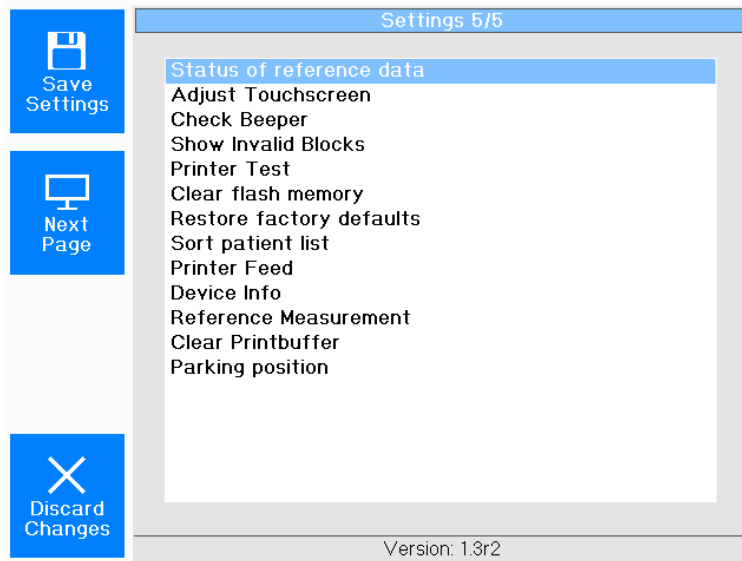 Settings 5/5
Save
Settings
Next
Page
Discard
Changes
Status of reference data
Adjust Touchscreen
Check Beeper
Show Invalid Blocks
Printer Test
Clear flash memory
Restore factory defaults
Sort patient list
Printer Feed
Device Info
Reference Measurement
Clear Printbuffer
Parking position
Version: 1.3r2